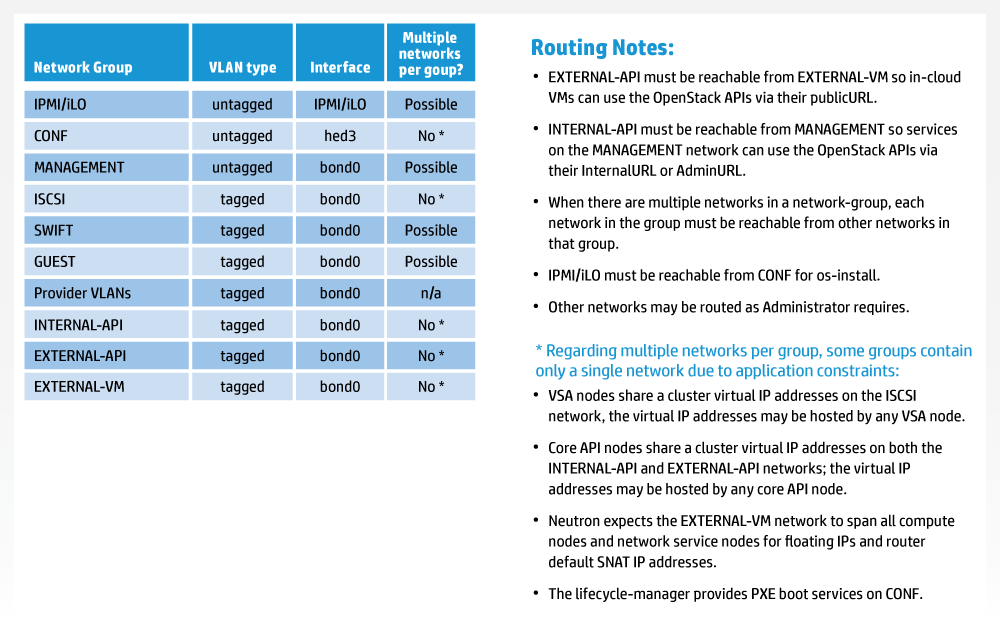 Network Group VLAN type Interface Multiple networks per goup?
IPMI/iLO untagged IPMI/iLO Possible
CONF untagged hed3 No *
MANAGEMENT untagged bond0 Possible
ISCSI tagged bond0 No *
SWIFT tagged bond0 Possible
GUEST tagged bond0 Possible
Provider VLANs tagged bond0 n/a
INTERNAL-API tagged bond0 No *
EXTERNAL-API tagged bond0 No *
EXTERNAL-VM tagged bond0 No *
Routing Notes:
• EXTERNAL-API must be reachable from EXTERNAL-VM so in-cloud
VMs can use the OpenStack APIs via their publicURL.
• INTERNAL-API must be reachable from MANAGEMENT so services
on the MANAGEMENT network can use the OpenStack APIs via
their InternalURL or AdminURL.
• When there are multiple networks in a network-group, each
network in the group must be reachable from other networks in
that group.
• IPMI/iLO must be reachable from CONF for os-install.
• Other networks may be routed as Administrator requires.
* Regarding multiple networks per group, some groups contain
only a single network due to application constraints:
• VSA nodes share a cluster virtual IP addresses on the ISCSI
network, the virtual IP addresses may be hosted by any VSA node.
• Core API nodes share a cluster virtual IP addresses on both the
INTERNAL-API and EXTERNAL-API networks; the virtual IP
addresses may be hosted by any core API node.
• Neutron expects the EXTERNAL-VM network to span all compute
nodes and network service nodes for floating IPs and router
default SNAT IP addresses.
• The lifecycle-manager provides PXE boot services on CONF.